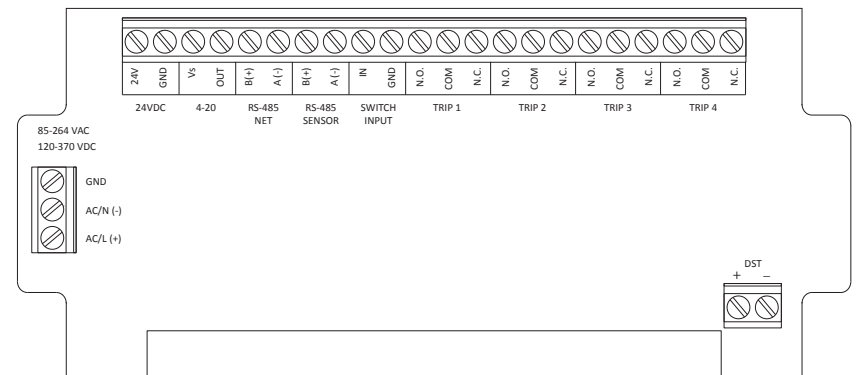 24V GND Vs OUT B(+) A (-) B(+) A (-) IN GND N.O. COM N.C. N.O. COM N.C. N.O. COM N.C. N.O. COM N.C.
24VDC 4-20 RS-485 RS-485 SWITCH TRIP 1 TRIP 2 TRIP 3 TRIP 4
NET SENSOR INPUT
85-264 VAC
120-370 VDC
GND
AC/N (-)
AC/L (+)
DST
+ –